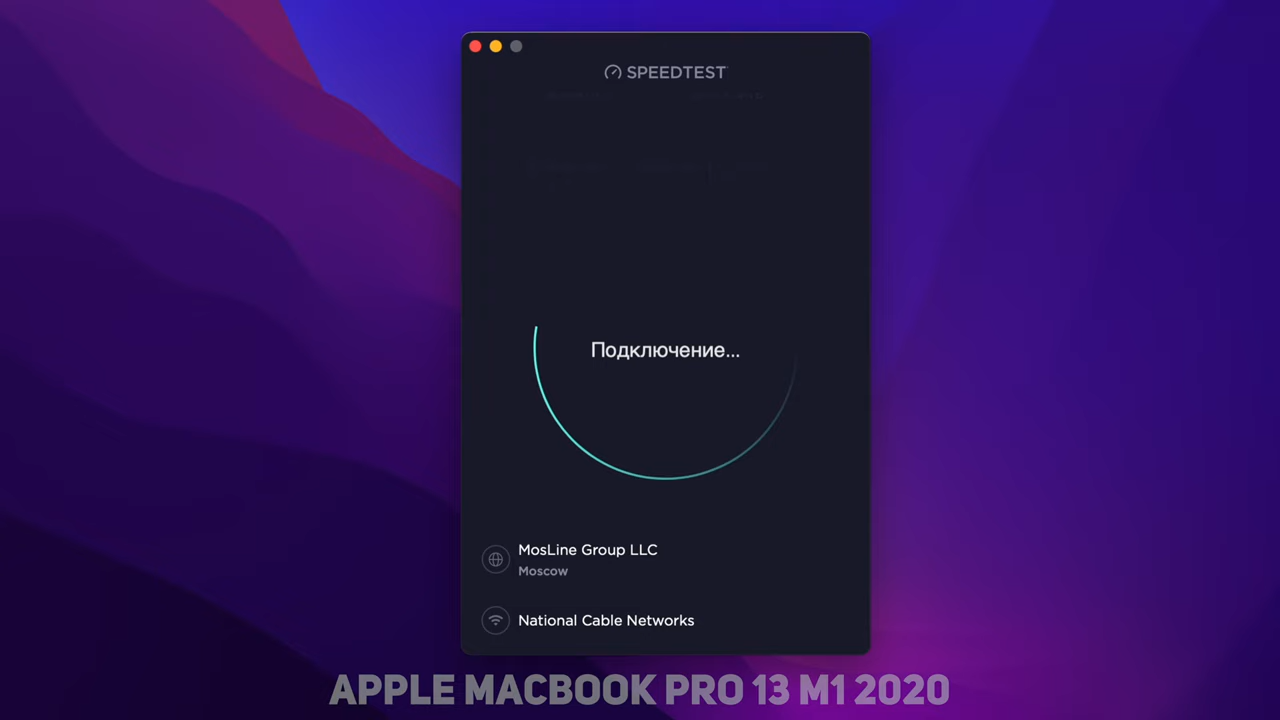 SPEEDTEST
Подключение...
MosLine Group LLC
Moscow
National Cable Networks
APPLE MACBOOK PRO 13 M1 2020